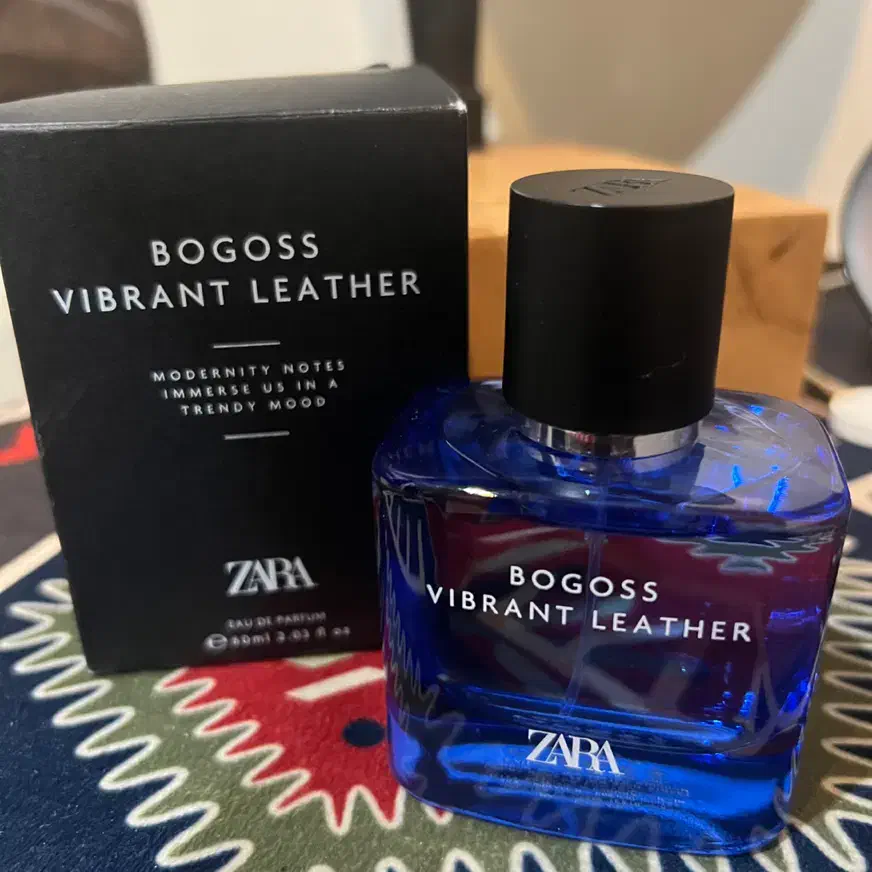 BOGOSS
VIBRANT LEATHER
MODERNITY NOTES
IMMERSE US IN A
TRENDY MOOD
ZARA
EAU DE PARFUM
℮ 60ml 2.03 fl oz
ZARA
BOGOSS
VIBRANT LEATHER
ZARA